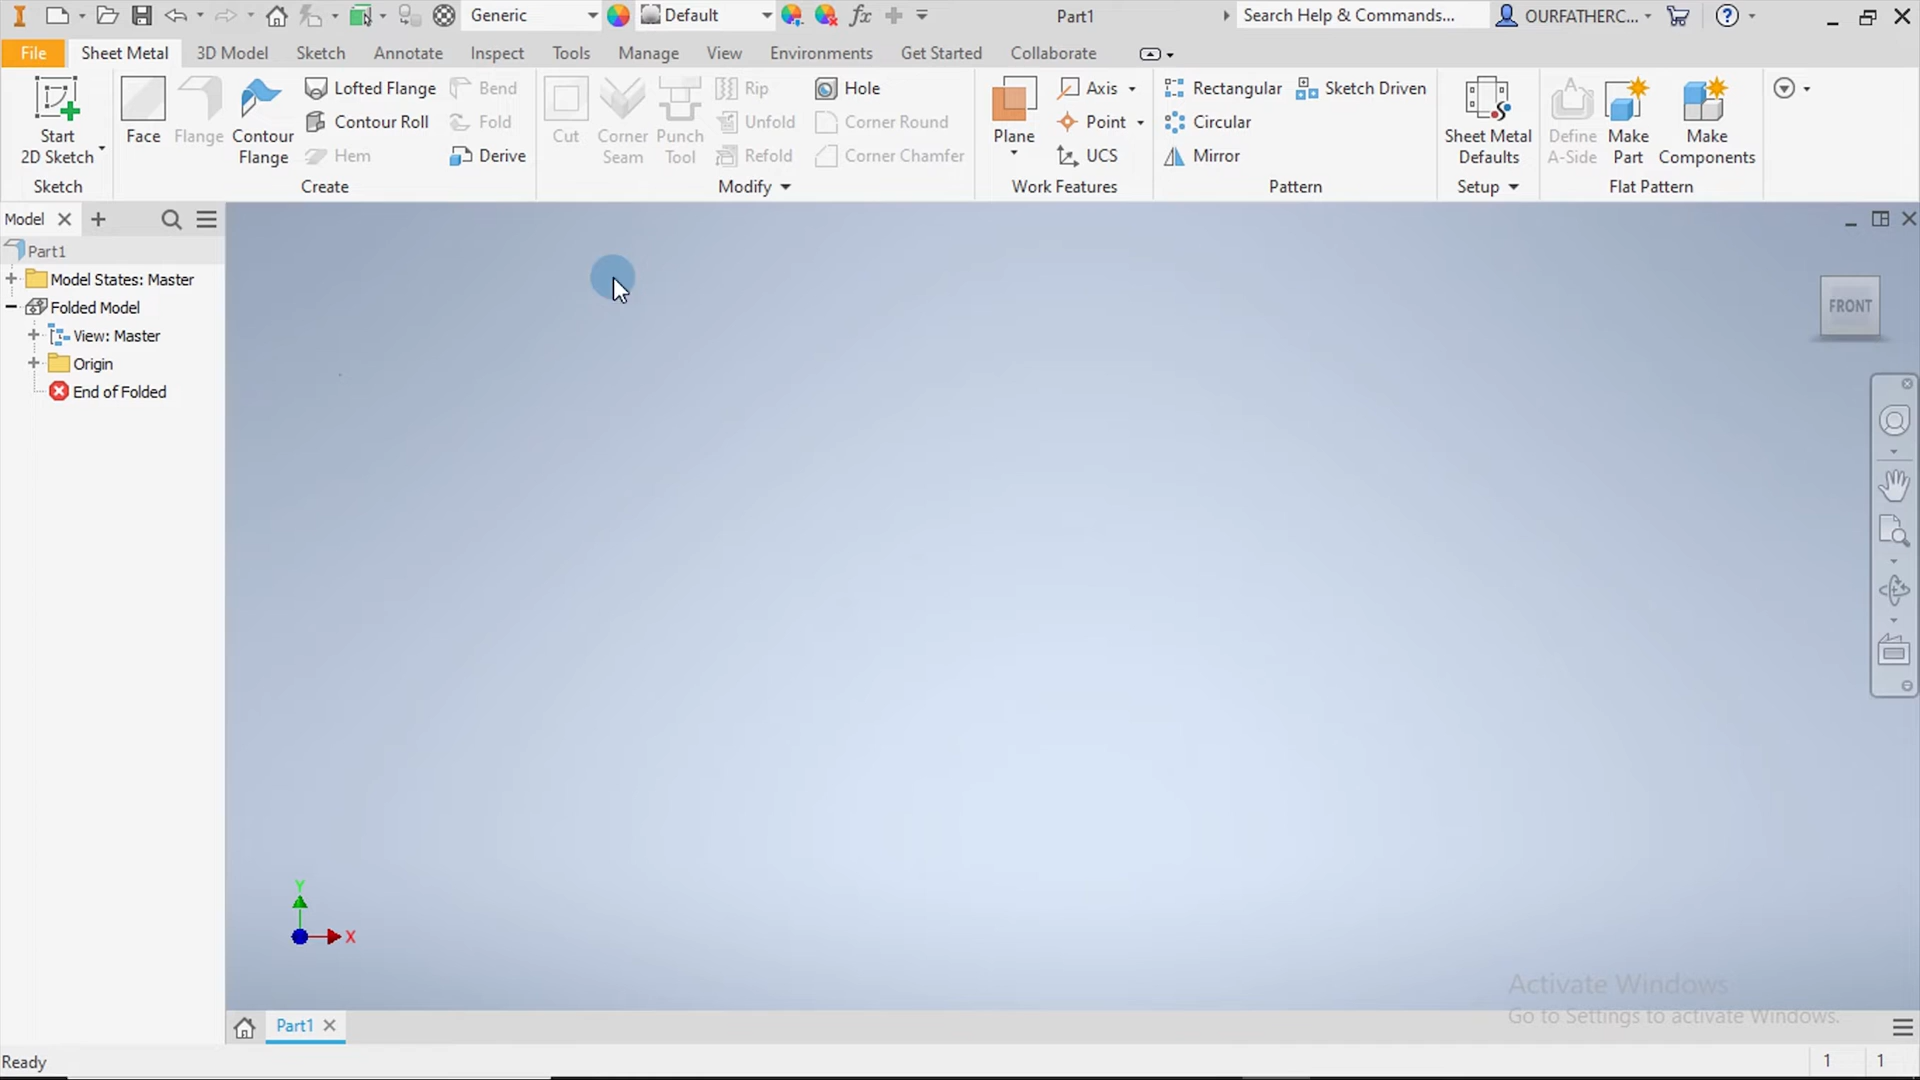 Generic Default Part1 Search Help & Commands... OURFATHERC...
File Sheet Metal 3D Model Sketch Annotate Inspect Tools Manage View Environments Get Started Collaborate
Start
2D Sketch
Face
Flange
Contour
Flange
Lofted Flange
Contour Roll
Hem
Bend
Fold
Derive
Cut
Corner
Seam
Punch
Tool
Rip
Unfold
Refold
Hole
Corner Round
Corner Chamfer
Plane
Axis
Point
UCS
Rectangular
Circular
Mirror
Sketch Driven
Sheet Metal
Defaults
Define
A-Side
Make
Part
Make
Components
Sketch Create Modify Work Features Pattern Setup Flat Pattern
Model
Part1
Model States: Master
Folded Model
View: Master
Origin
End of Folded
FRONT
Y
X
Activate Windows
Go to Settings to activate Windows.
Part1
Ready
1 1